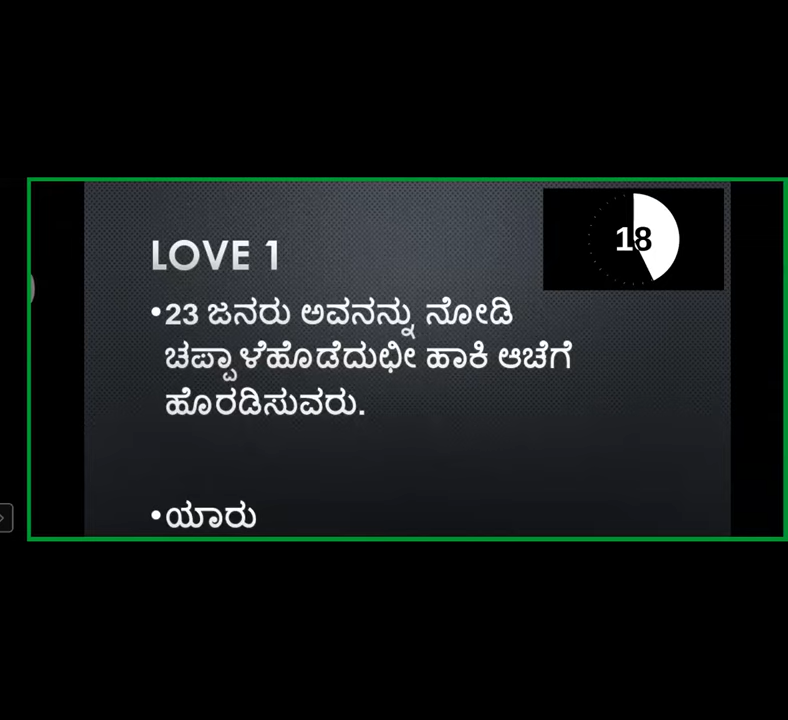 18
LOVE 1
•23 ಜನರು ಅವನನ್ನು ನೋಡಿ
ಚಪ್ಪಾಳೆಹೊಡೆದುಛೀ ಹಾಕಿ ಆಚೆಗೆ
ಹೊರಡಿಸುವರು.
•ಯಾರು